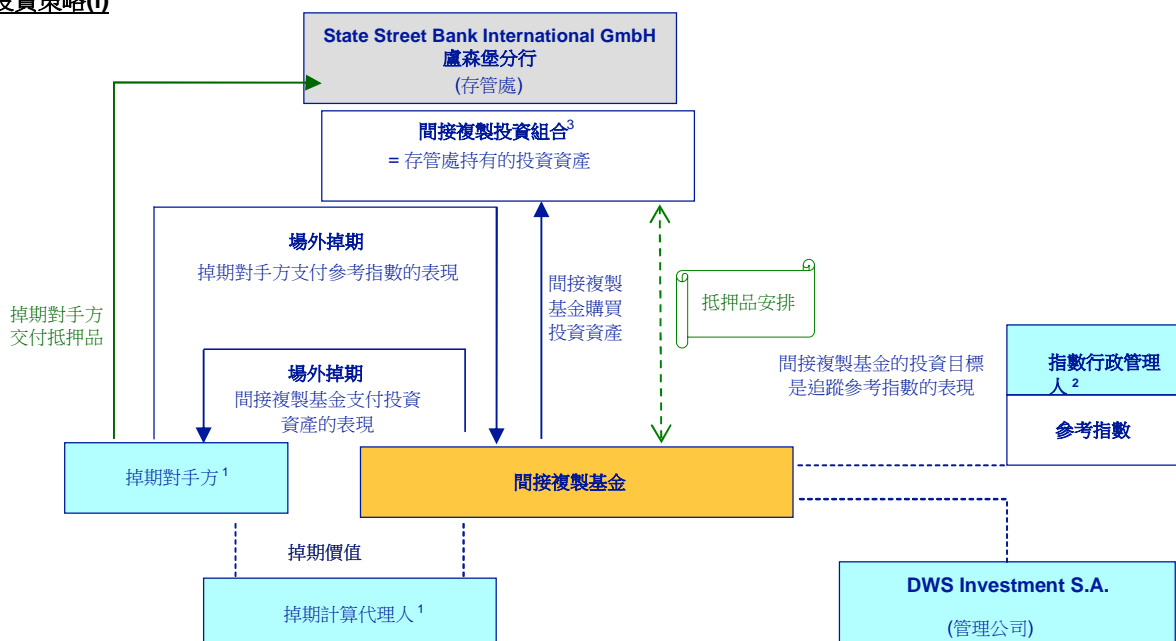 投資策略(i)
State Street Bank International GmbH
盧森堡分行
(存管處)
間接複製投資組合3
= 存管處持有的投資資產
場外掉期
掉期對手方支付參考指數的表現
間接複製
基金購買
投資資產
抵押品安排
掉期對手方
交付抵押品
場外掉期
間接複製基金支付投資
資產的表現
間接複製基金的投資目標
是追蹤參考指數的表現
指數行政管理
人 2
參考指數
掉期對手方 1
間接複製基金
掉期價值
掉期計算代理人 1
DWS Investment S.A.
(管理公司)